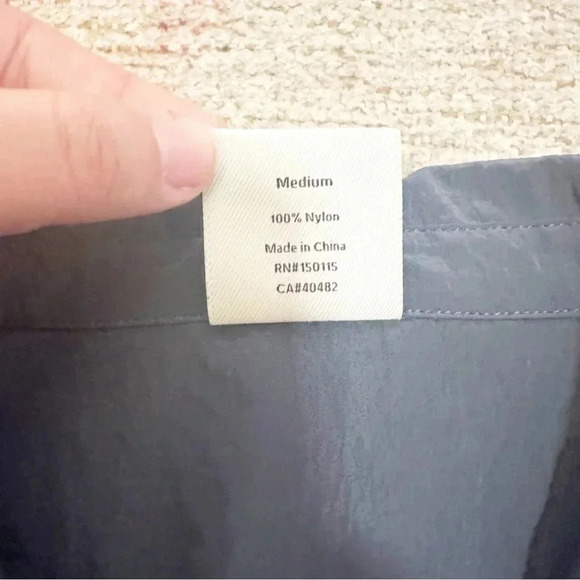 Medium
100% Nylon
Made in China
RN#150115
CA#40482